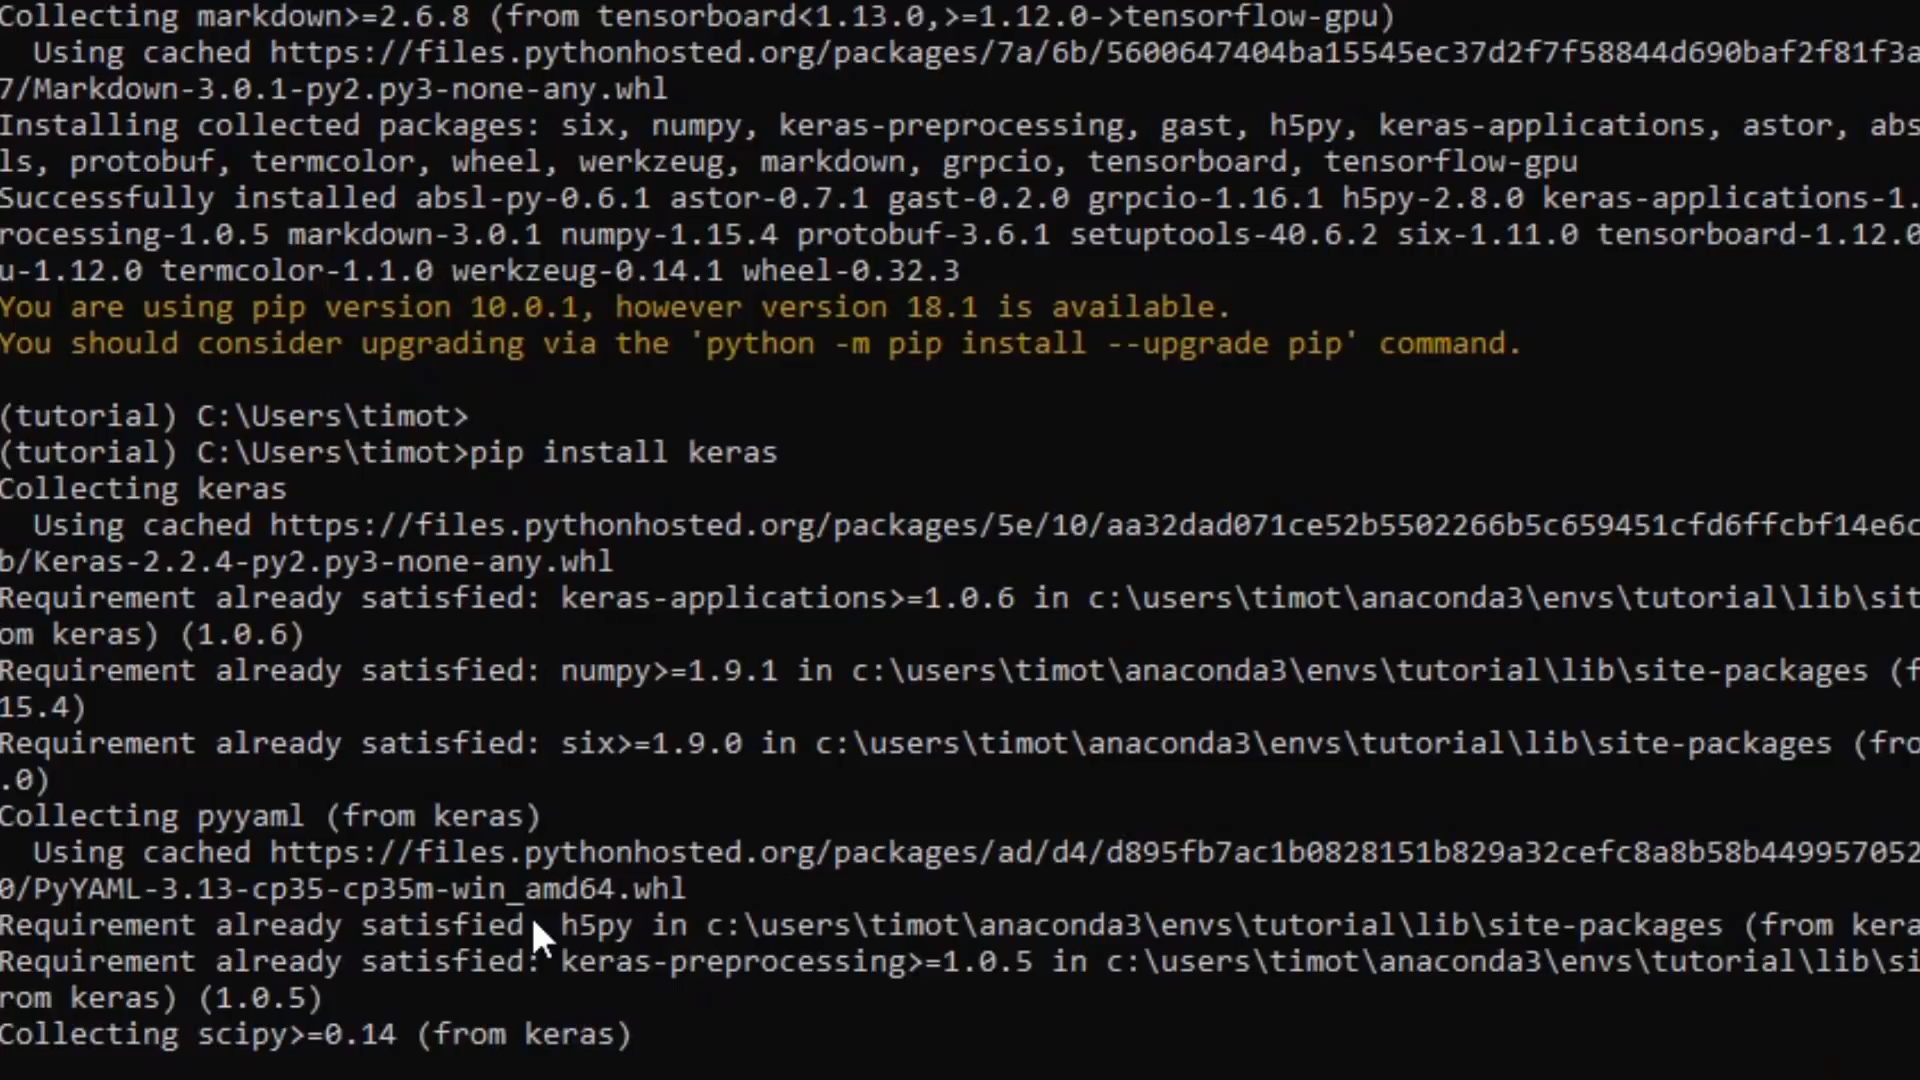 Collecting markdown>=2.6.8 (from tensorboard<1.13.0,>=1.12.0->tensorflow-gpu)
  Using cached https://files.pythonhosted.org/packages/7a/6b/5600647404ba15545ec37d2f7f58844d690baf2f81f3a
7/Markdown-3.0.1-py2.py3-none-any.whl
Installing collected packages: six, numpy, keras-preprocessing, gast, h5py, keras-applications, astor, abs
ls, protobuf, termcolor, wheel, werkzeug, markdown, grpcio, tensorboard, tensorflow-gpu
Successfully installed absl-py-0.6.1 astor-0.7.1 gast-0.2.0 grpcio-1.16.1 h5py-2.8.0 keras-applications-1.
rocessing-1.0.5 markdown-3.0.1 numpy-1.15.4 protobuf-3.6.1 setuptools-40.6.2 six-1.11.0 tensorboard-1.12.0
u-1.12.0 termcolor-1.1.0 werkzeug-0.14.1 wheel-0.32.3
You are using pip version 10.0.1, however version 18.1 is available.
You should consider upgrading via the 'python -m pip install --upgrade pip' command.
(tutorial) C:\Users\timot>
(tutorial) C:\Users\timot>pip install keras
Collecting keras
  Using cached https://files.pythonhosted.org/packages/5e/10/aa32dad071ce52b5502266b5c659451cfd6ffcbf14e6c
b/Keras-2.2.4-py2.py3-none-any.whl
Requirement already satisfied: keras-applications>=1.0.6 in c:\users\timot\anaconda3\envs\tutorial\lib\sit
om keras) (1.0.6)
Requirement already satisfied: numpy>=1.9.1 in c:\users\timot\anaconda3\envs\tutorial\lib\site-packages (f
15.4)
Requirement already satisfied: six>=1.9.0 in c:\users\timot\anaconda3\envs\tutorial\lib\site-packages (fro
.0)
Collecting pyyaml (from keras)
  Using cached https://files.pythonhosted.org/packages/ad/d4/d895fb7ac1b0828151b829a32cefc8a8b58b449957052
0/PyYAML-3.13-cp35-cp35m-win_amd64.whl
Requirement already satisfied: h5py in c:\users\timot\anaconda3\envs\tutorial\lib\site-packages (from kera
Requirement already satisfied: keras-preprocessing>=1.0.5 in c:\users\timot\anaconda3\envs\tutorial\lib\si
rom keras) (1.0.5)
Collecting scipy>=0.14 (from keras)